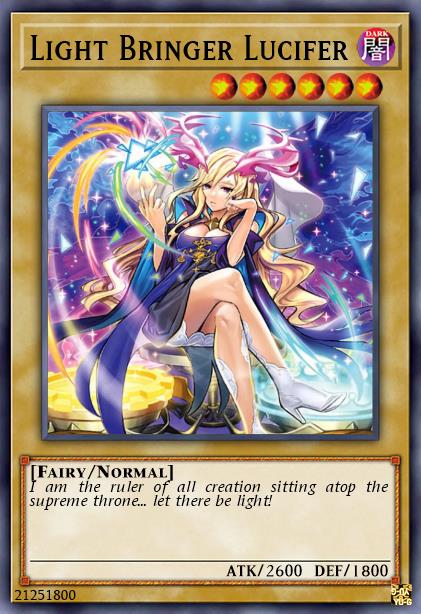 Light Bringer Lucifer
DARK
闇
[Fairy/Normal]
I am the ruler of all creation sitting atop the
supreme throne... let there be light!
ATK/2600 DEF/1800
21251800